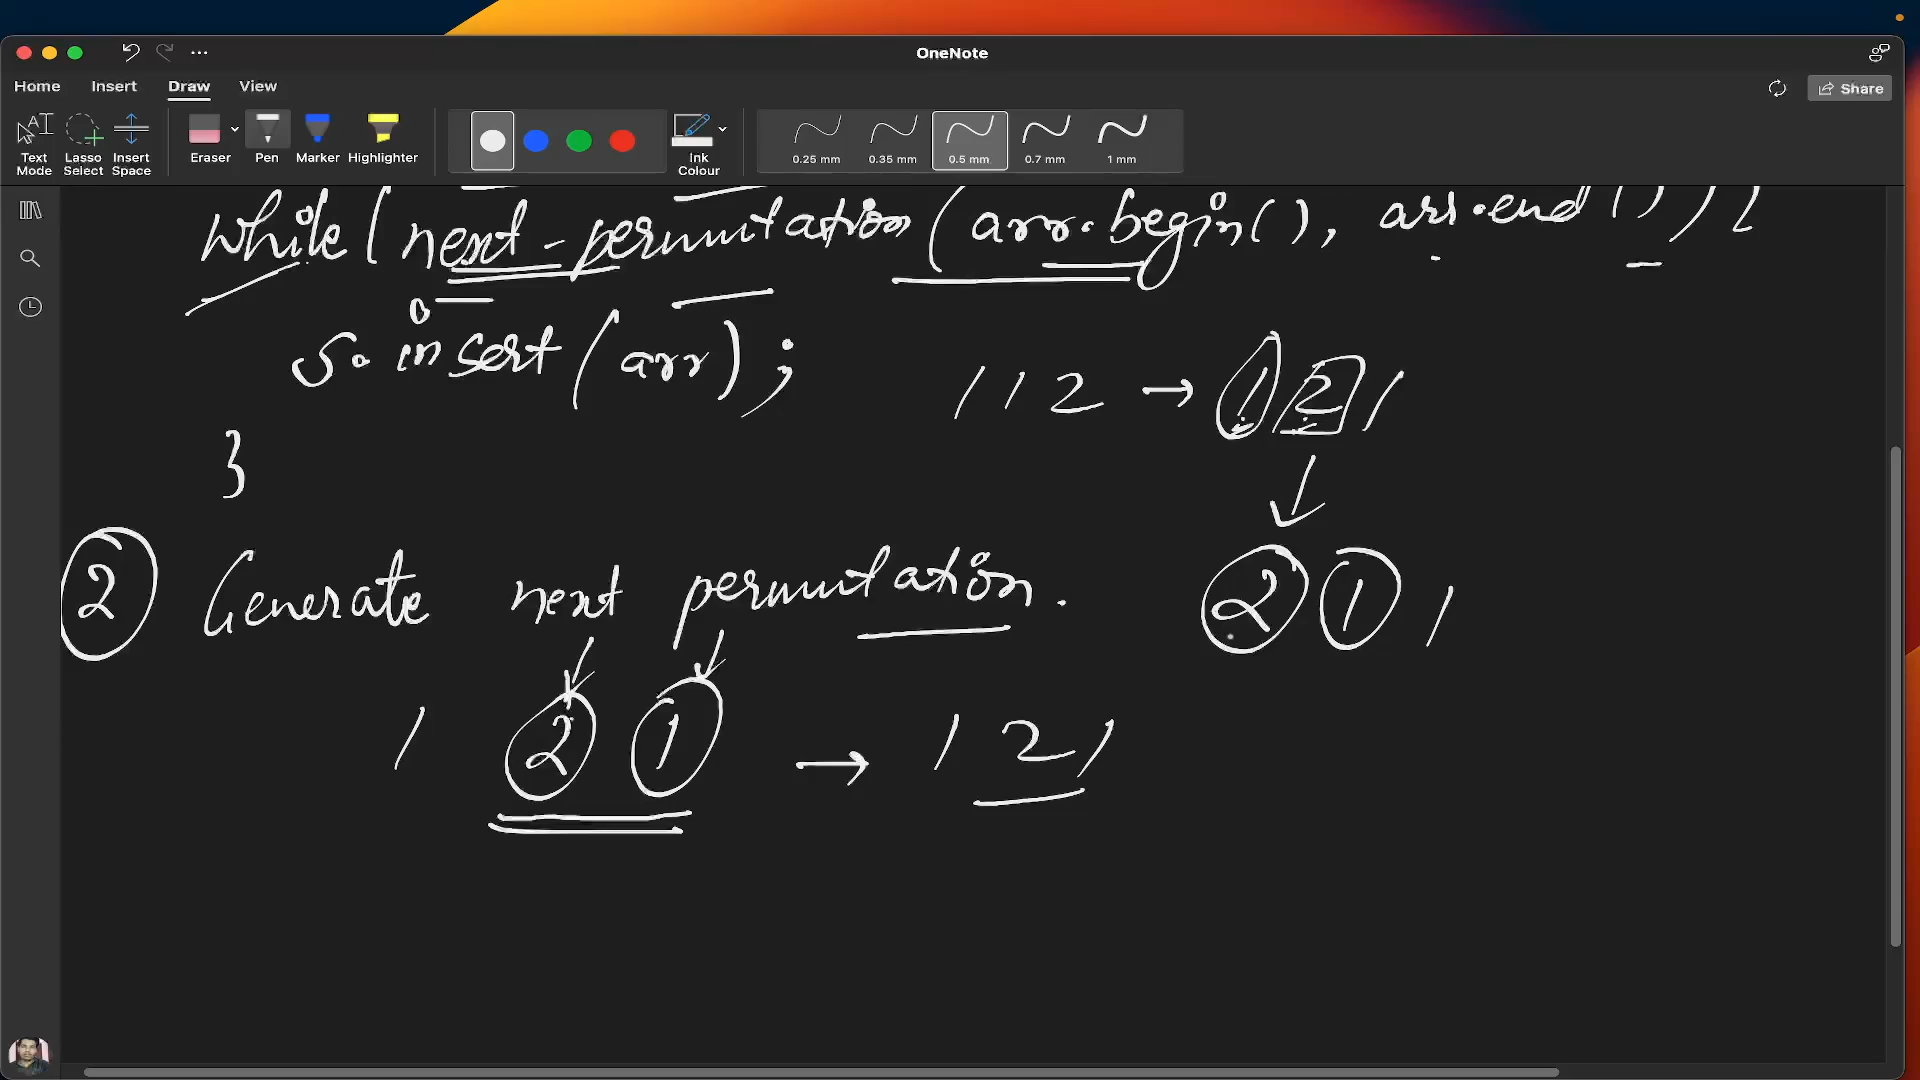 OneNote
Home Insert Draw View
Share
Text Mode Lasso Select Insert Space Eraser Pen Marker Highlighter Ink Colour 0.25 mm 0.35 mm 0.5 mm 0.7 mm 1 mm
while ( next_permutation ( arr.begin(), arr.end() ) {
s.insert(arr);
1 1 2 → 1 2 1
}
2 Generate next permutation.
2 1 1
1 2 1 → 1 2 1